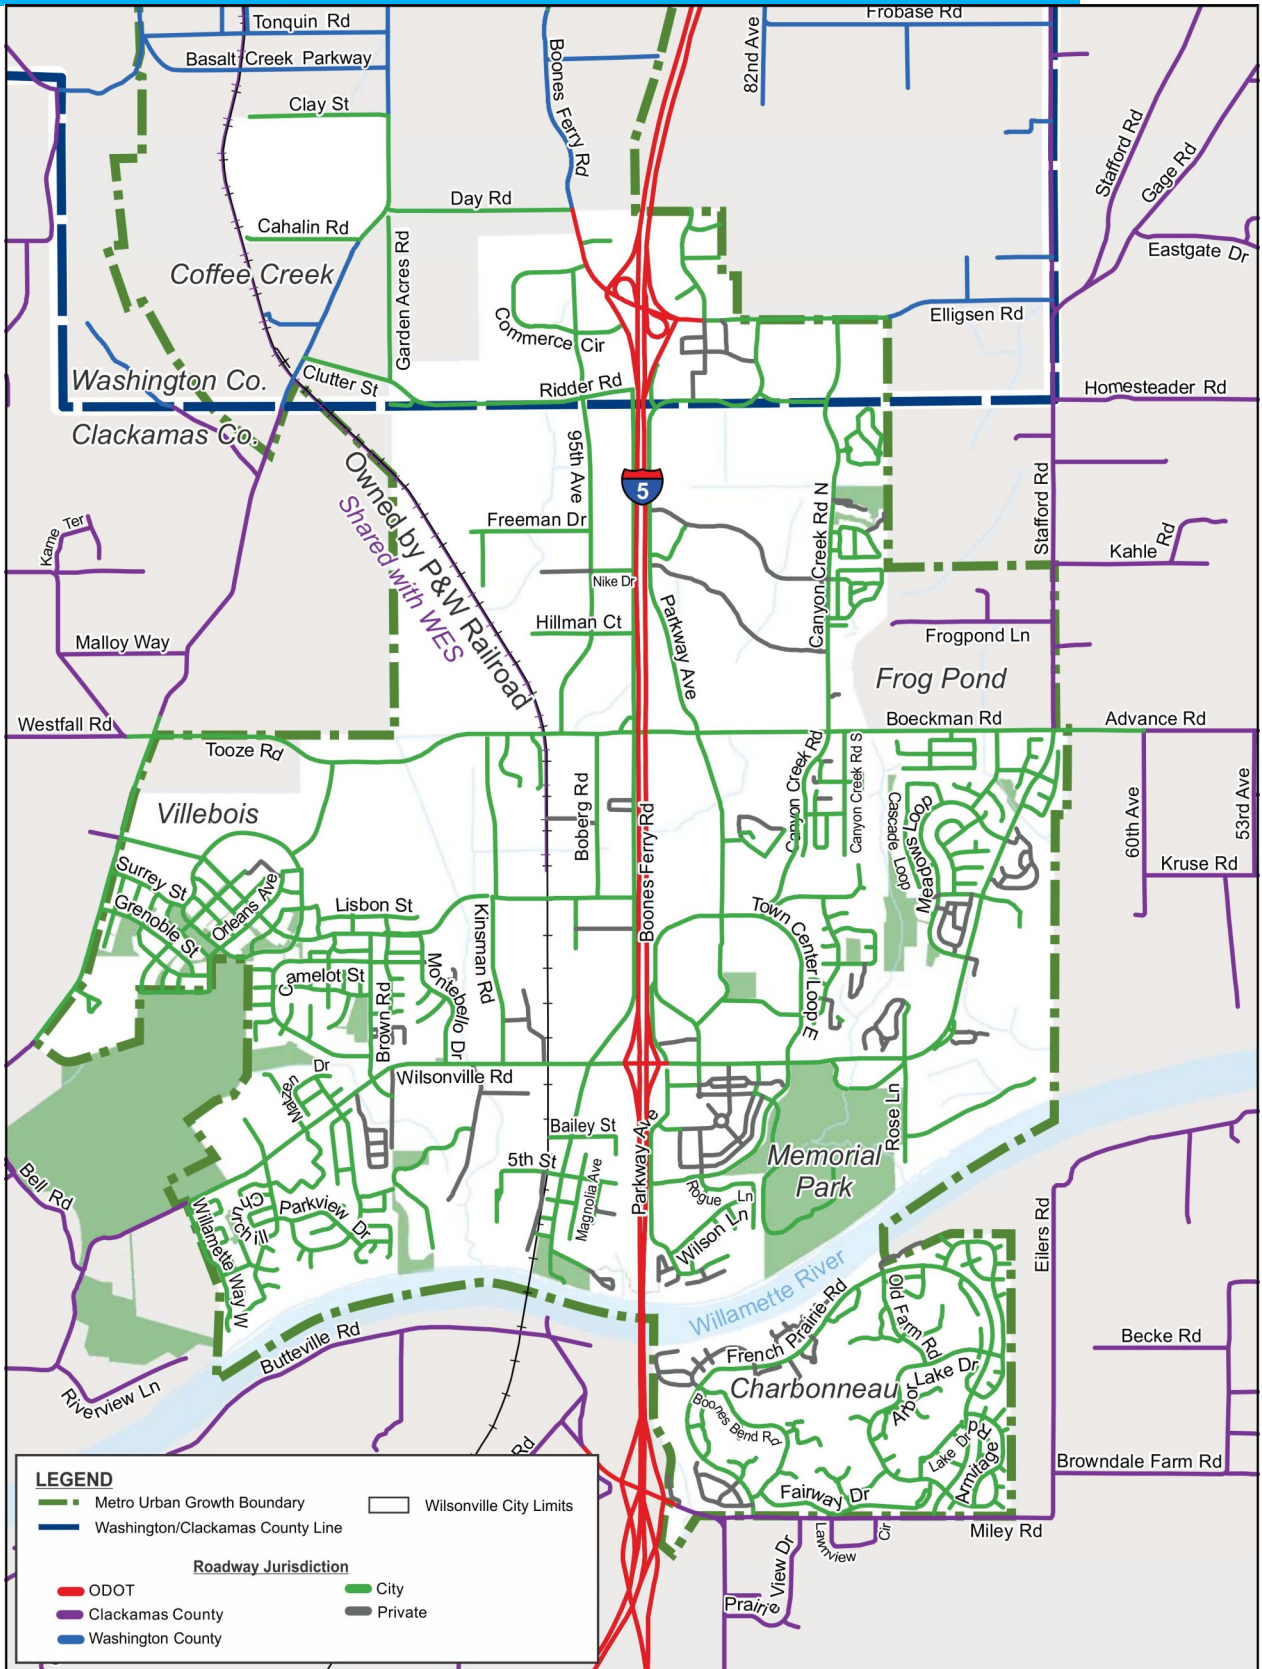 Tonquin Rd
Frobase Rd
Basalt Creek Parkway
Boones Ferry Rd
82nd Ave
Clay St
Stafford Rd
Gage Rd
Day Rd
Cahalin Rd
Garden Acres Rd
Eastgate Dr
Coffee Creek
Commerce Cir
Elligsen Rd
Washington Co.
Clutter St
Ridder Rd
Homesteader Rd
Clackamas Co.
95th Ave
5
Owned by P&W Railroad
Shared with WES
Canyon Creek Rd N
Stafford Rd
Kame Ter
Freeman Dr
Kahle Rd
Nike Dr
Parkway Ave
Hillman Ct
Frogpond Ln
Malloy Way
Frog Pond
Westfall Rd
Boeckman Rd
Advance Rd
Tooze Rd
Canyon Creek Rd
Canyon Creek Rd S
Villebois
Boberg Rd
Boones Ferry Rd
Cascade Loop
Meadows Loop
60th Ave
53rd Ave
Surrey St
Kruse Rd
Grenoble St
Orleans Ave
Lisbon St
Kinsman Rd
Town Center Loop E
Camelot St
Montebello Dr
Brown Rd
Matzen Dr
Wilsonville Rd
Rose Ln
Bailey St
Parkway Ave
5th St
Memorial
Park
Bell Rd
Magnolia Ave
Rogue Ln
Churchill
Parkview Dr
Willamette Way W
Wilson Ln
Eilers Rd
Willamette River
Old Farm Rd
French Prairie Rd
Butteville Rd
Becke Rd
Riverview Ln
Charbonneau
Arbor Lake Dr
Boones Bend Rd
Lake Dr
Armitage Rd
Rd
Browndale Farm Rd
Fairway Dr
Miley Rd
Lawnview Cir
Prairie View Dr
LEGEND
Metro Urban Growth Boundary
Wilsonville City Limits
Washington/Clackamas County Line
Roadway Jurisdiction
ODOT
City
Clackamas County
Private
Washington County